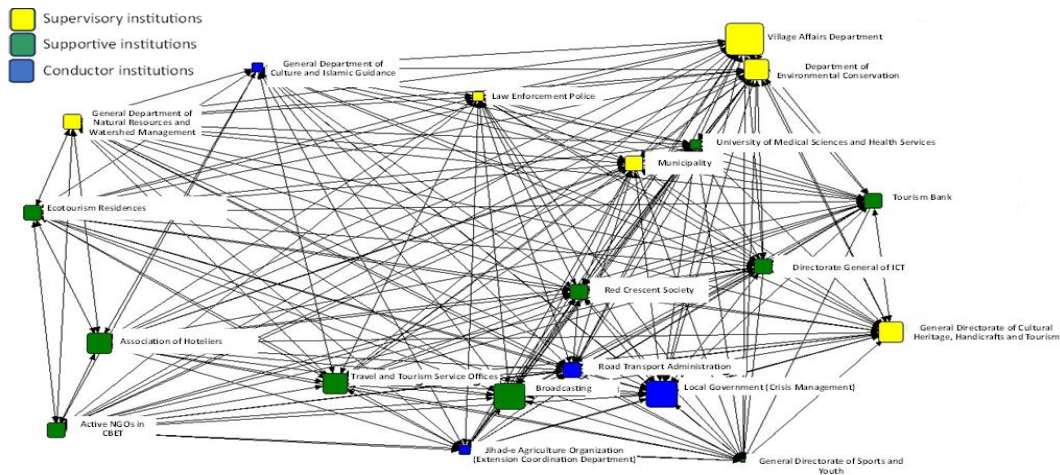 Supervisory institutions
Supportive institutions
Conductor institutions
Village Affairs Department
General Department of
Culture and Islamic Guidance
Department of
Environmental Conservation
Law Enforcement Police
General Department of
Natural Resources and
Watershed Management
University of Medical Sciences and Health Services
Municipality
Tourism Bank
Ecotourism Residences
Directorate General of ICT
Red Crescent Society
General Directorate of Cultural
Heritage, Handicrafts and Tourism
Association of Hoteliers
Road Transport Administration
Travel and Tourism Service Offices
Broadcasting
Local Government (Crisis Management)
Active NGOs in
CBET
Jihad-e Agriculture Organization
(Extension Coordination Department)
General Directorate of Sports and
Youth